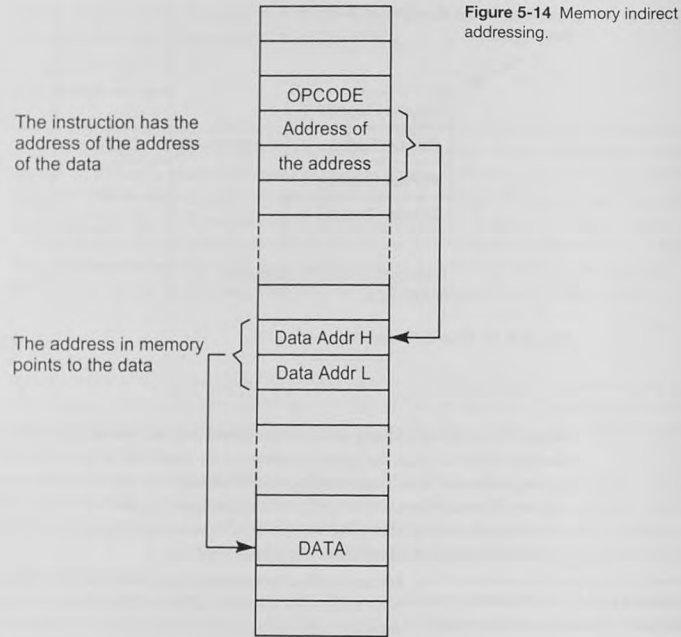 Figure 5-14 Memory indirect
addressing.
OPCODE
The instruction has the
address of the address
of the data
Address of
the address
The address in memory
points to the data
Data Addr H
Data Addr L
DATA